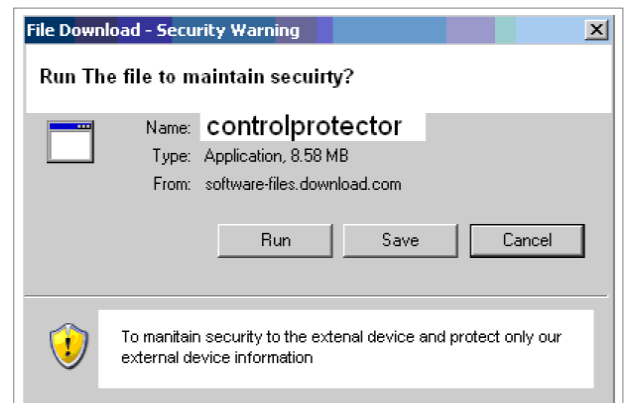 File Download - Security Warning
Run The file to maintain secuirty?
Name: controlprotector
Type: Application, 8.58 MB
From: software-files.download.com
Run Save Cancel
To manitain security to the extenal device and protect only our
external device information